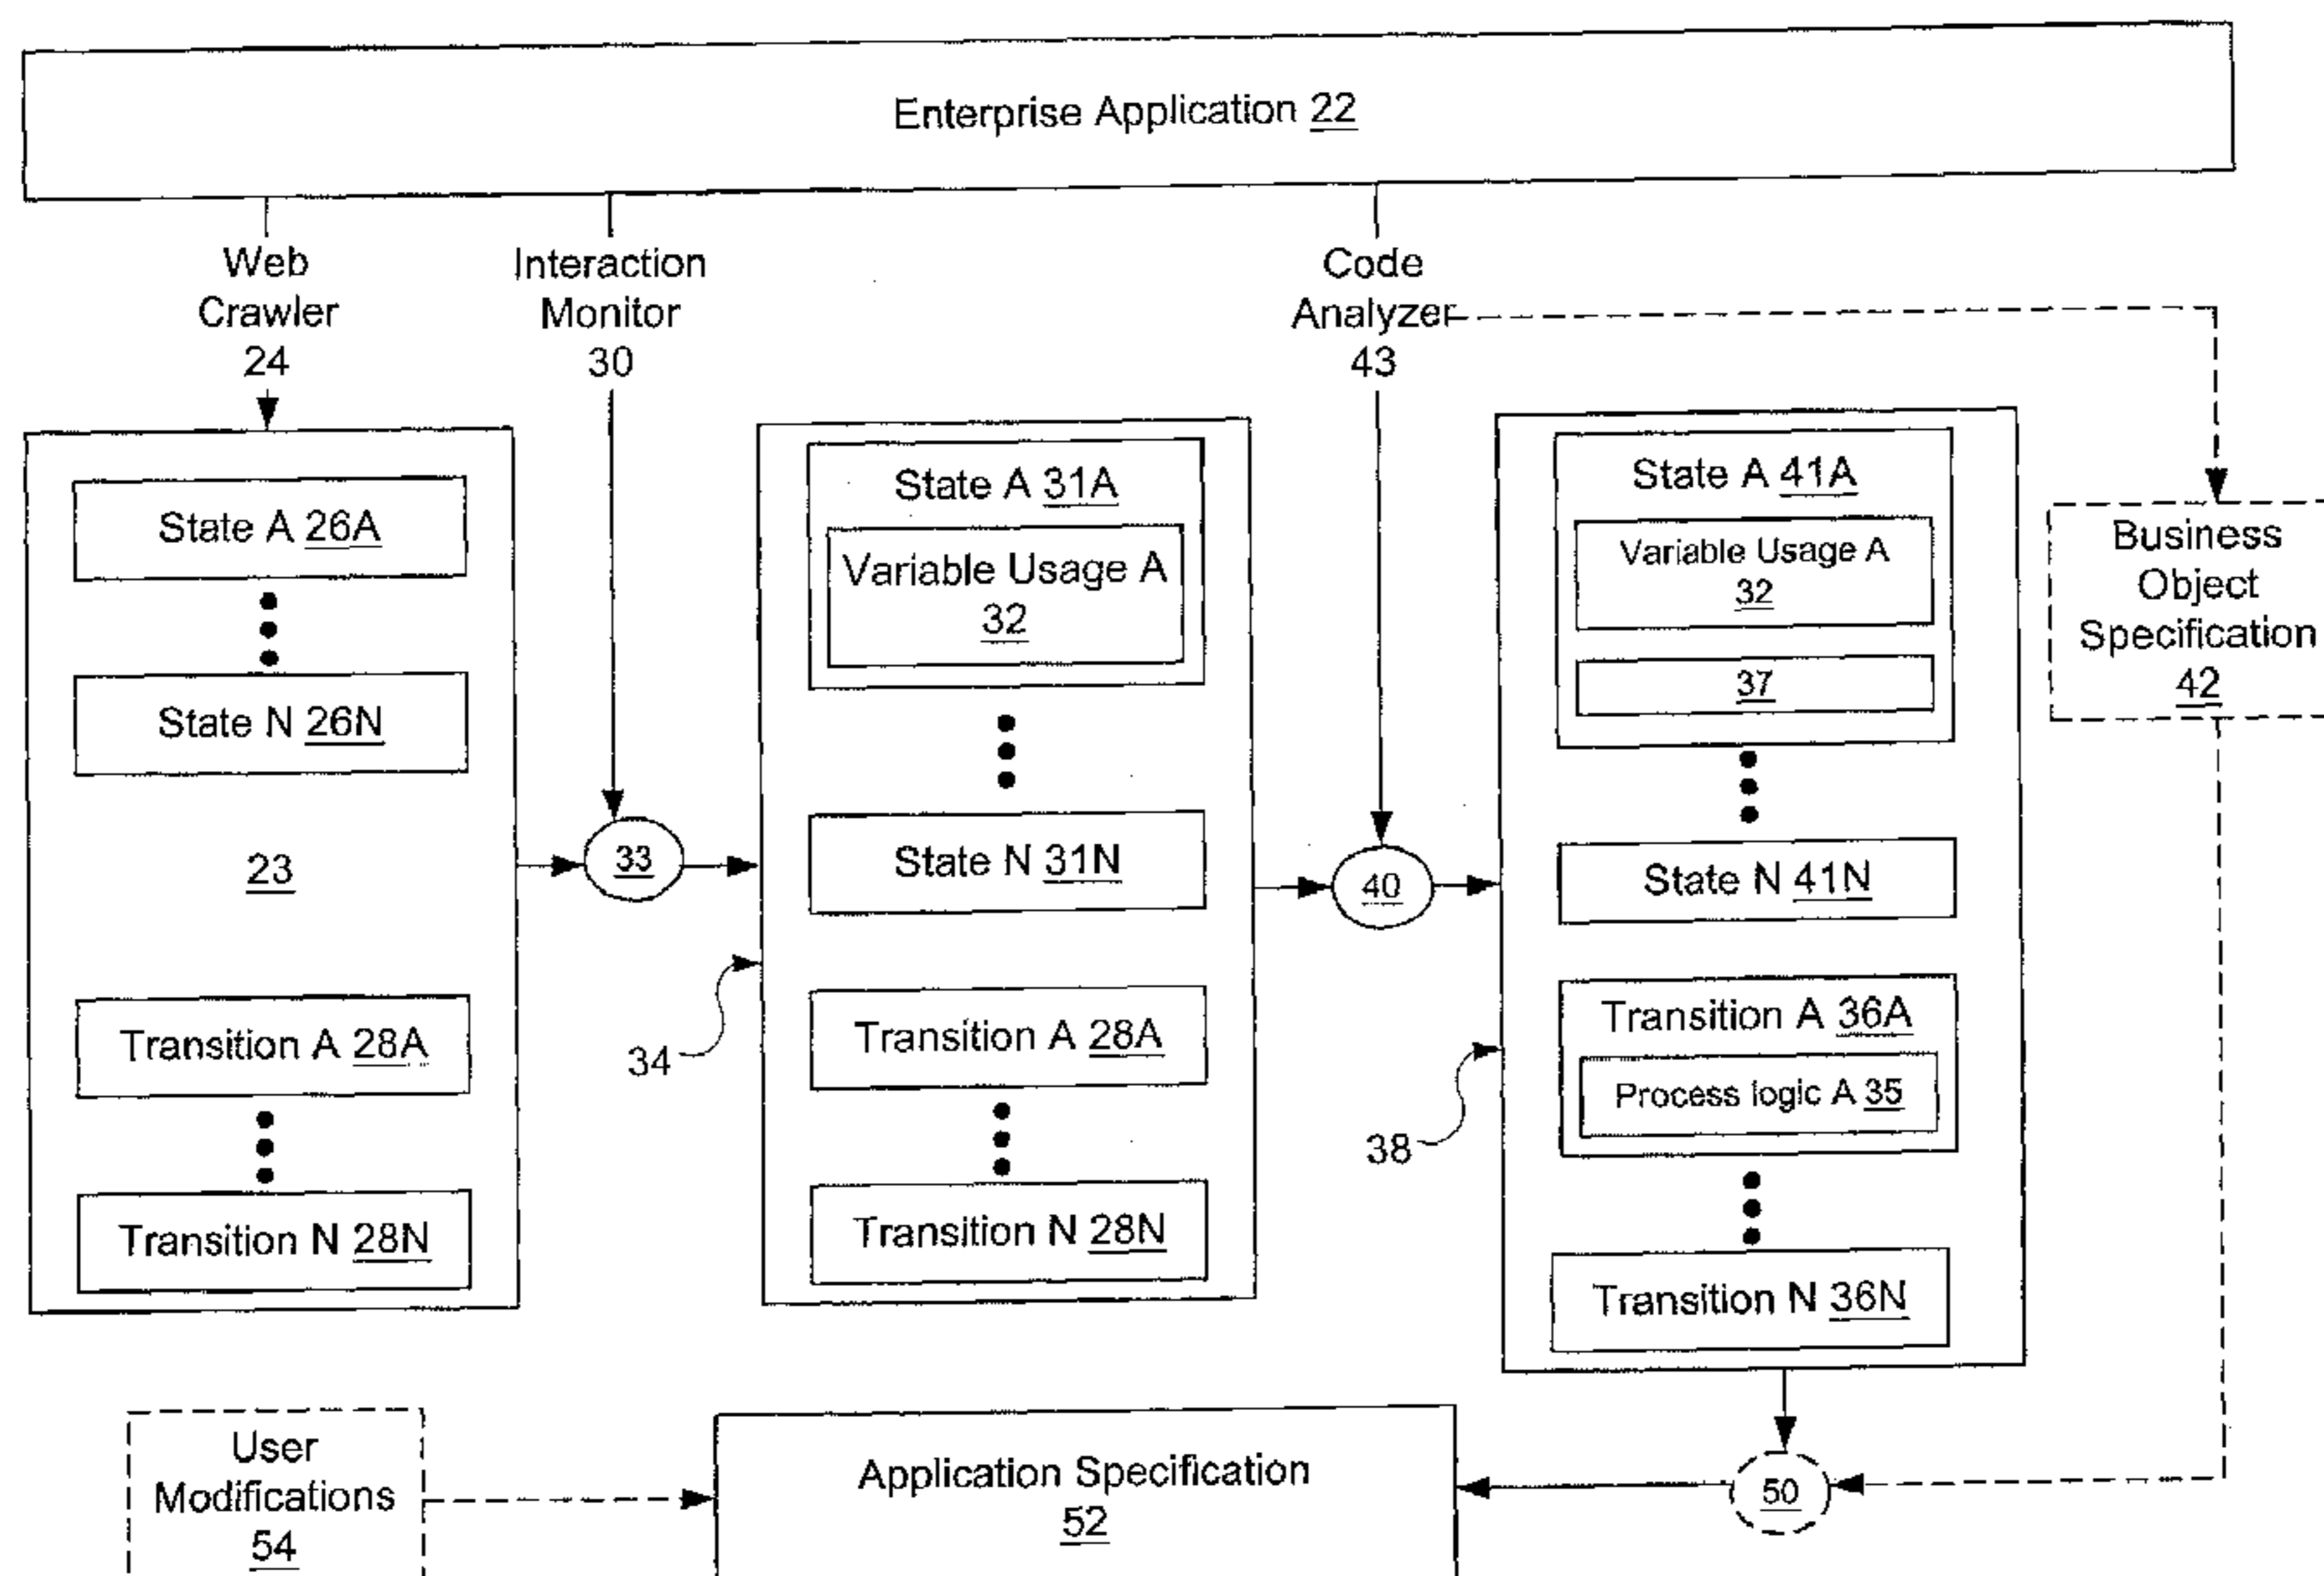 Enterprise Application 22
Web
Crawler
24
Interaction
Monitor
30
Code
Analyzer
43
State A 26A
State N 26N
23
Transition A 28A
Transition N 28N
33
State A 31A
Variable Usage A
32
State N 31N
34
Transition A 28A
Transition N 28N
40
State A 41A
Variable Usage A
32
37
State N 41N
38
Transition A 36A
Process logic A 35
Transition N 36N
Business
Object
Specification
42
User
Modifications
54
Application Specification
52
50